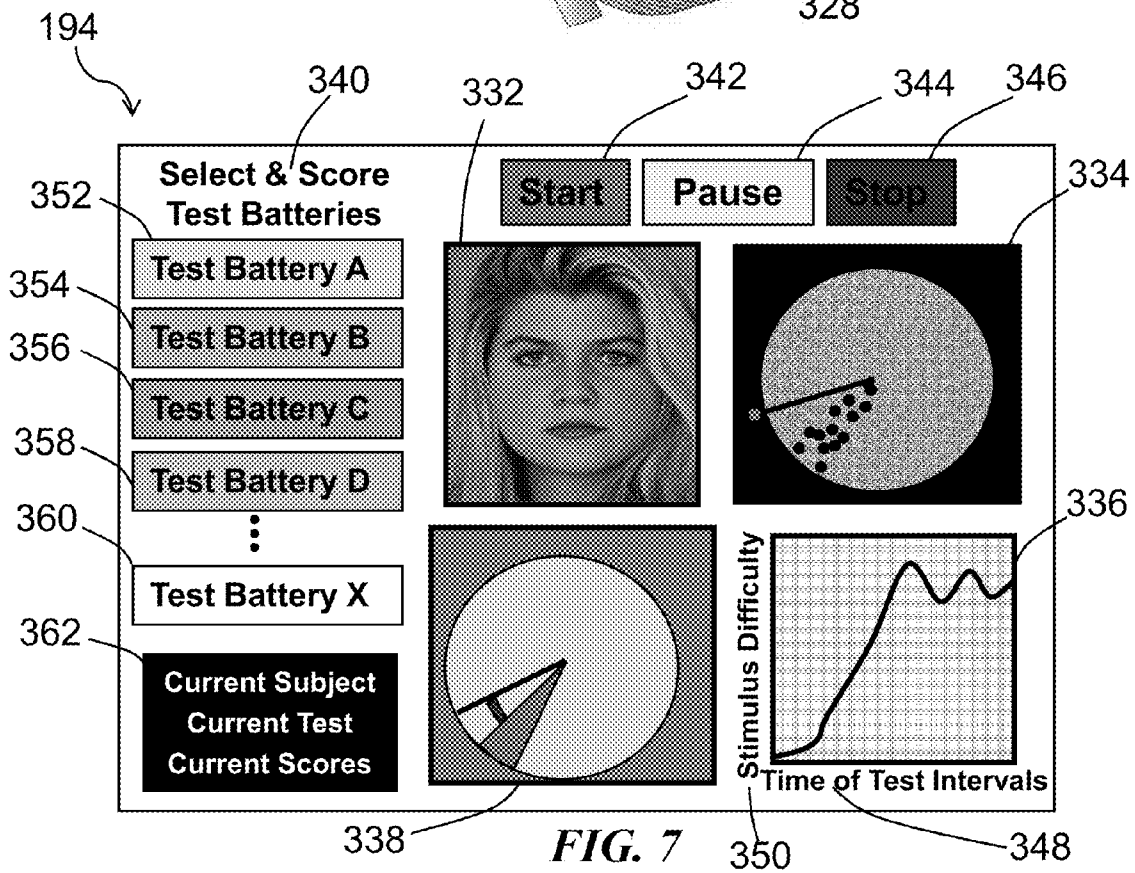 328
194
340
332
342
344
346
334
352
Select & Score
Test Batteries
Start
Pause
Stop
354
Test Battery A
356
Test Battery B
358
Test Battery C
360
Test Battery D
Test Battery X
362
Current Subject
Current Test
Current Scores
336
Stimulus Difficulty
Time of Test Intervals
338
FIG. 7
350
348